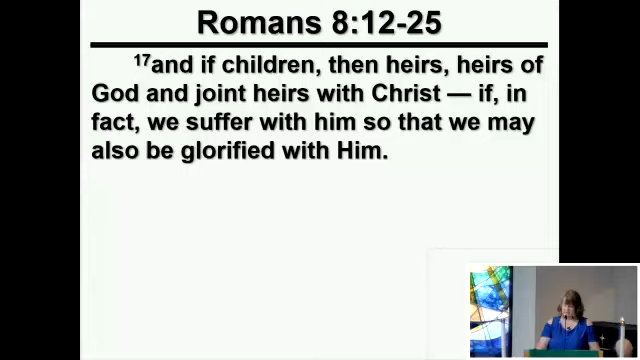 Romans 8:12-25
17and if children, then heirs, heirs of
God and joint heirs with Christ — if, in
fact, we suffer with him so that we may
also be glorified with Him.